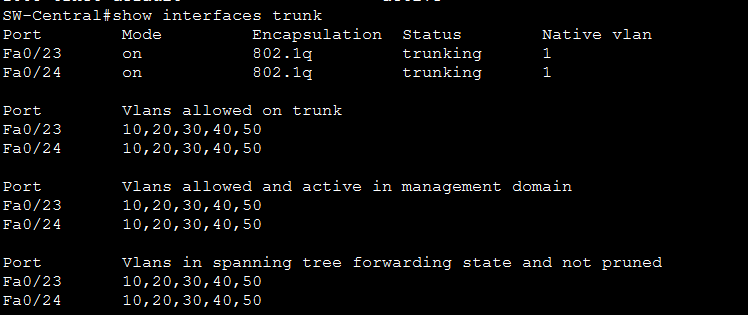 SW-Central#show interfaces trunk
Port Mode Encapsulation Status Native vlan
Fa0/23 on 802.1q trunking 1
Fa0/24 on 802.1q trunking 1
Port Vlans allowed on trunk
Fa0/23 10,20,30,40,50
Fa0/24 10,20,30,40,50
Port Vlans allowed and active in management domain
Fa0/23 10,20,30,40,50
Fa0/24 10,20,30,40,50
Port Vlans in spanning tree forwarding state and not pruned
Fa0/23 10,20,30,40,50
Fa0/24 10,20,30,40,50